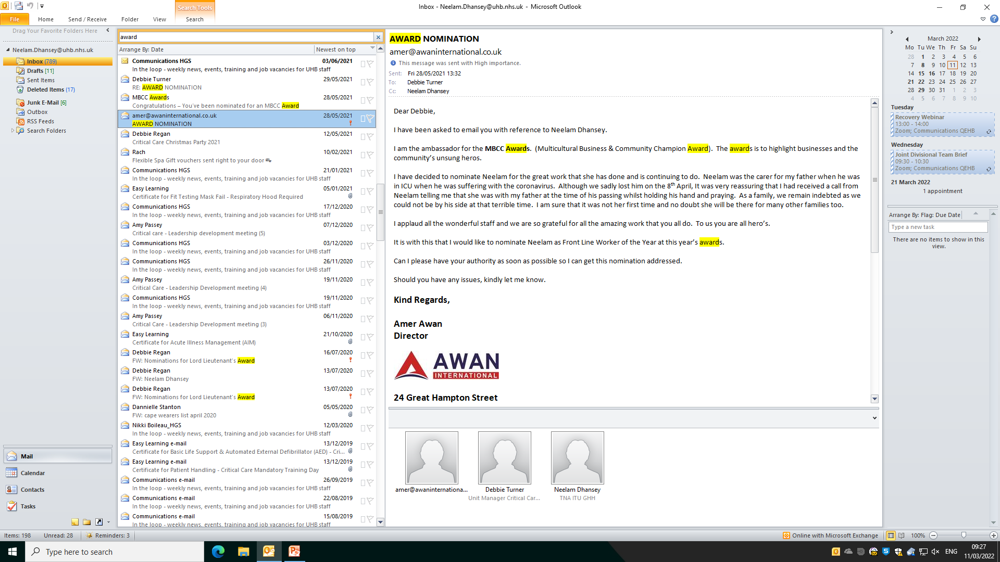 Inbox - Neelam.Dhansey@uhb.nhs.uk - Microsoft Outlook
Search Tools
File Home Send / Receive Folder View Search
Drag Your Favorite Folders Here
Neelam.Dhansey@uhb.nhs.uk
Inbox (789)
Drafts [11]
Sent Items
Deleted Items (17)
Junk E-Mail [6]
Outbox
RSS Feeds
Search Folders
Mail
Calendar
Contacts
Tasks
award
Arrange By: Date Newest on top
Communications HGS 03/06/2021
In the loop - weekly news, events, training and job vacancies for UHB staff
Debbie Turner 29/05/2021
RE: AWARD NOMINATION
MBCC Awards 28/05/2021
Congratulations – You've been nominated for an MBCC Award
amer@awaninternational.co.uk 28/05/2021
AWARD NOMINATION
Debbie Regan 12/05/2021
Critical Care Christmas Party 2021
Rach 10/02/2021
Flexible Spa Gift vouchers sent right to your door
Communications HGS 21/01/2021
In the loop - weekly news, events, training and job vacancies for UHB staff
Easy Learning 05/01/2021
Certificate for Fit Testing Mask Fail - Respiratory Hood Required
Communications HGS 17/12/2020
In the loop - weekly news, events, training and job vacancies for UHB staff
Amy Passey 07/12/2020
Critical care - Leadership development meeting (5)
Communications HGS 03/12/2020
In the loop - weekly news, events, training and job vacancies for UHB staff
Communications HGS 26/11/2020
In the loop - weekly news, events, training and job vacancies for UHB staff
Amy Passey 19/11/2020
Critical Care - Leadership Development meeting (4)
Communications HGS 19/11/2020
In the loop - weekly news, events, training and job vacancies for UHB staff
Amy Passey 06/11/2020
Critical Care - Leadership Development meeting (3)
Easy Learning 21/10/2020
Certificate for Acute Illness Management (AIM)
Debbie Regan 16/07/2020
FW: Nominations for Lord Lieutenant's Award
Debbie Regan 13/07/2020
FW: Neelam Dhansey
Debbie Regan 13/07/2020
FW: Nominations for Lord Lieutenant's Award
Dannielle Stanton 05/05/2020
FW: cape wearers list april 2020
Nikki Boileau_HGS 12/03/2020
In the loop - weekly news, events, training and job vacancies for UHB staff
Easy Learning e-mail 13/12/2019
Certificate for Basic Life Support & Automated External Defibrillator (AED) - Cri...
Easy Learning e-mail 13/12/2019
Certificate for Patient Handling - Critical Care Mandatory Training Day
Communications e-mail 26/09/2019
In the loop - weekly news, events, training and job vacancies for UHB staff
Communications e-mail 22/08/2019
In the loop - weekly news, events, training and job vacancies for UHB staff
Communications e-mail 15/08/2019
In the loop - weekly news, events, training and job vacancies for UHB staff
AWARD NOMINATION
amer@awaninternational.co.uk
This message was sent with High importance.
Sent: Fri 28/05/2021 13:32
To: Debbie Turner
Cc: Neelam Dhansey
Dear Debbie,
I have been asked to email you with reference to Neelam Dhansey.
I am the ambassador for the MBCC Awards. (Multicultural Business & Community Champion Award). The awards is to highlight businesses and the
community's unsung heros.
I have decided to nominate Neelam for the great work that she has done and is continuing to do. Neelam was the carer for my father when he was
in ICU when he was suffering with the coronavirus. Although we sadly lost him on the 8th April, It was very reassuring that I had received a call from
Neelam telling me that she was with my father at the time of his passing whilst holding his hand and praying. As a family, we remain indebted as we
could not be by his side at that terrible time. I am sure that it was not her first time and no doubt she will be there for many other families too.
I applaud all the wonderful staff and we are so grateful for all the amazing work that you all do. To us you are all hero's.
It is with this that I would like to nominate Neelam as Front Line Worker of the Year at this year's awards.
Can I please have your authority as soon as possible so I can get this nomination addressed.
Should you have any issues, kindly let me know.
Kind Regards,
Amer Awan
Director
AWAN
INTERNATIONAL
24 Great Hampton Street
amer@awaninternationa... Debbie Turner Neelam Dhansey
Unit Manager Critical Car... TNA ITU GHH
March 2022
Mo Tu We Th Fr Sa Su
28 1 2 3 4 5 6
7 8 9 10 11 12 13
14 15 16 17 18 19 20
21 22 23 24 25 26 27
28 29 30 31 1 2 3
4 5 6 7 8 9 10
Tuesday
Recovery Webinar
13:00 - 14:00
Zoom; Communications QEHB
Wednesday
Joint Divisional Team Brief
09:30 - 10:30
Zoom; Communications QEHB
21 March 2022
1 appointment
Arrange By: Flag: Due Date
Type a new task
There are no items to show in this
view.
Items: 198 Unread: 28 Reminders: 3 Online with Microsoft Exchange 100%
Type here to search
ENG
09:27
11/03/2022